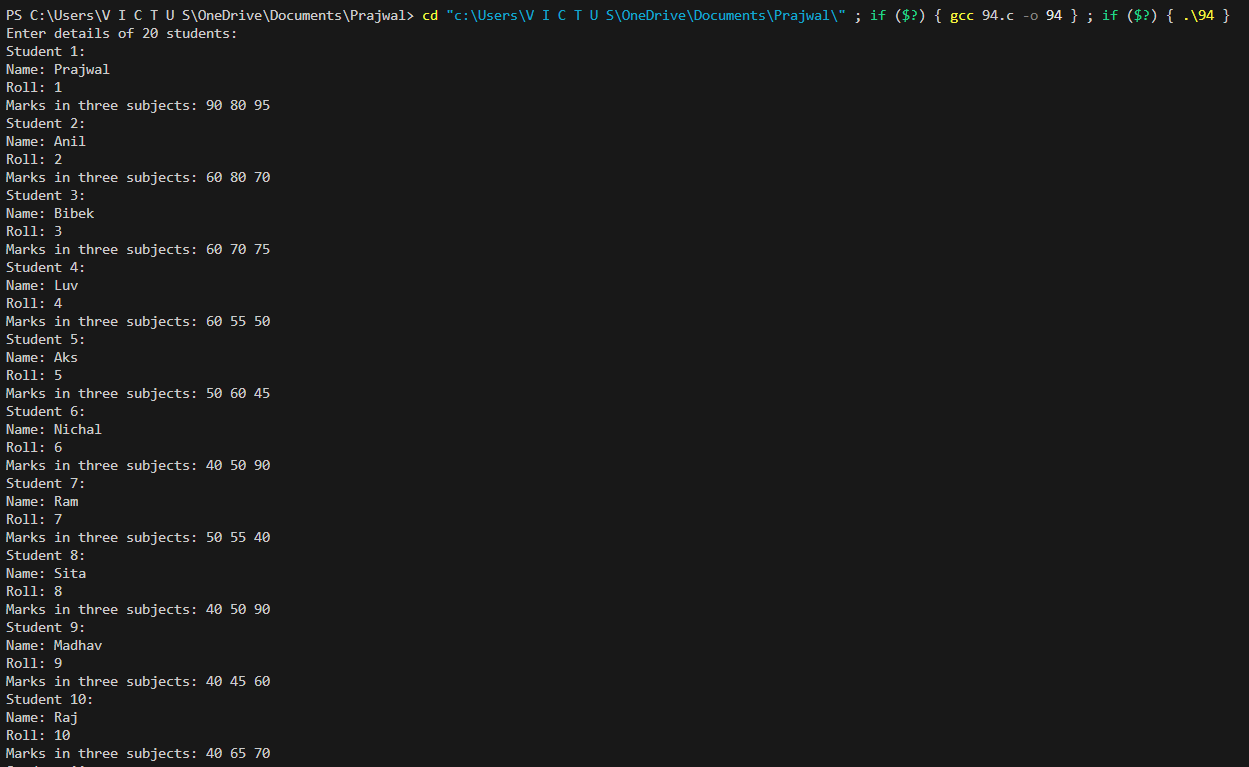 PS C:\Users\V I C T U S\OneDrive\Documents\Prajwal> cd "c:\Users\V I C T U S\OneDrive\Documents\Prajwal\" ; if ($?) { gcc 94.c -o 94 } ; if ($?) { .\94 }
Enter details of 20 students:
Student 1:
Name: Prajwal
Roll: 1
Marks in three subjects: 90 80 95
Student 2:
Name: Anil
Roll: 2
Marks in three subjects: 60 80 70
Student 3:
Name: Bibek
Roll: 3
Marks in three subjects: 60 70 75
Student 4:
Name: Luv
Roll: 4
Marks in three subjects: 60 55 50
Student 5:
Name: Aks
Roll: 5
Marks in three subjects: 50 60 45
Student 6:
Name: Nichal
Roll: 6
Marks in three subjects: 40 50 90
Student 7:
Name: Ram
Roll: 7
Marks in three subjects: 50 55 40
Student 8:
Name: Sita
Roll: 8
Marks in three subjects: 40 50 90
Student 9:
Name: Madhav
Roll: 9
Marks in three subjects: 40 45 60
Student 10:
Name: Raj
Roll: 10
Marks in three subjects: 40 65 70